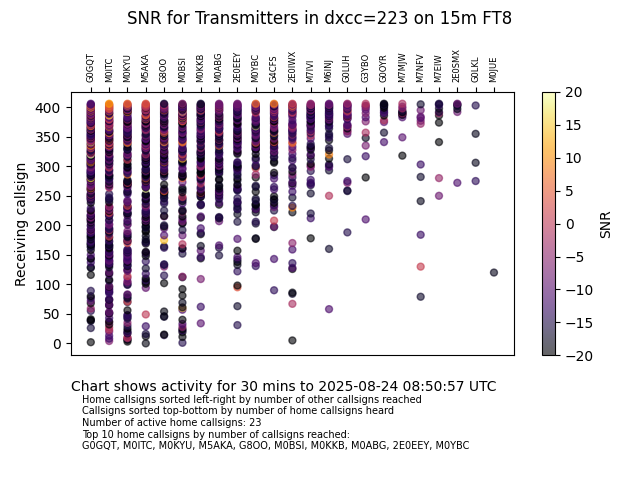 SNR for Transmitters in dxcc=223 on 15m FT8
G0GQT M0ITC M0KYU M5AKA G8OO M0BSI M0KKB M0ABG 2E0EEY M0YBC G4CFS 2E0IWX M7IVI M6INJ G0LUH G3YBO G0OYR M7MJW M7NFV M7EIW 2E0SMX G0LKL M0JUE
400
350
300
250
200
150
100
50
0
Receiving callsign
20
15
10
5
0
−5
−10
−15
−20
SNR
Chart shows activity for 30 mins to 2025-08-24 08:50:57 UTC
Home callsigns sorted left-right by number of other callsigns reached
Callsigns sorted top-bottom by number of home callsigns heard
Number of active home callsigns: 23
Top 10 home callsigns by number of callsigns reached:
G0GQT, M0ITC, M0KYU, M5AKA, G8OO, M0BSI, M0KKB, M0ABG, 2E0EEY, M0YBC